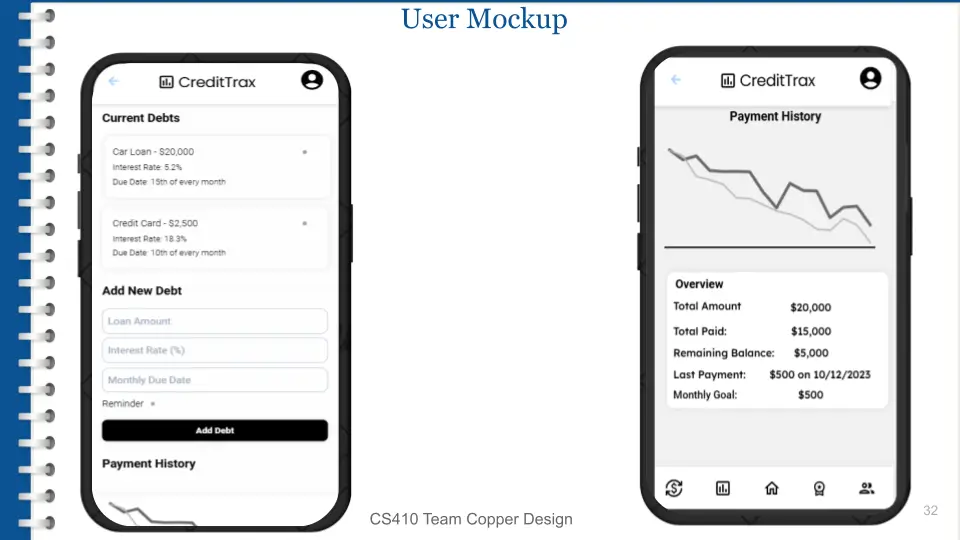 User Mockup
CreditTrax
Current Debts
Car Loan - $20,000
Interest Rate: 5.2%
Due Date: 15th of every month
Credit Card - $2,500
Interest Rate: 18.3%
Due Date: 10th of every month
Add New Debt
Loan Amount
Interest Rate (%)
Monthly Due Date
Reminder
Add Debt
Payment History
CreditTrax
Payment History
Overview
Total Amount $20,000
Total Paid: $15,000
Remaining Balance: $5,000
Last Payment: $500 on 10/12/2023
Monthly Goal: $500
CS410 Team Copper Design
32